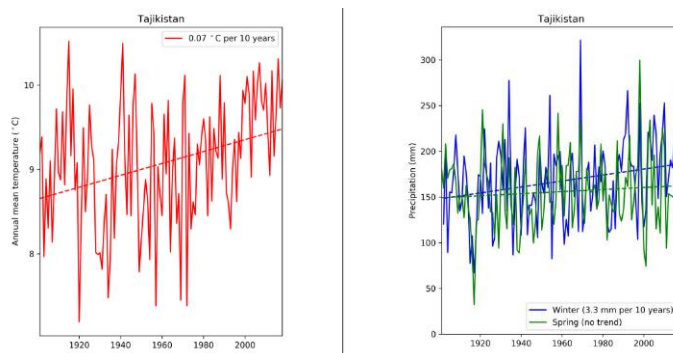 Tajikistan
0.07 °C per 10 years
Annual mean temperature (°C)
10
9
8
1920 1940 1960 1980 2000
Tajikistan
Precipitation (mm)
300
250
200
150
100
50
0
Winter (3.3 mm per 10 years)
Spring (no trend)
1920 1940 1960 1980 2000